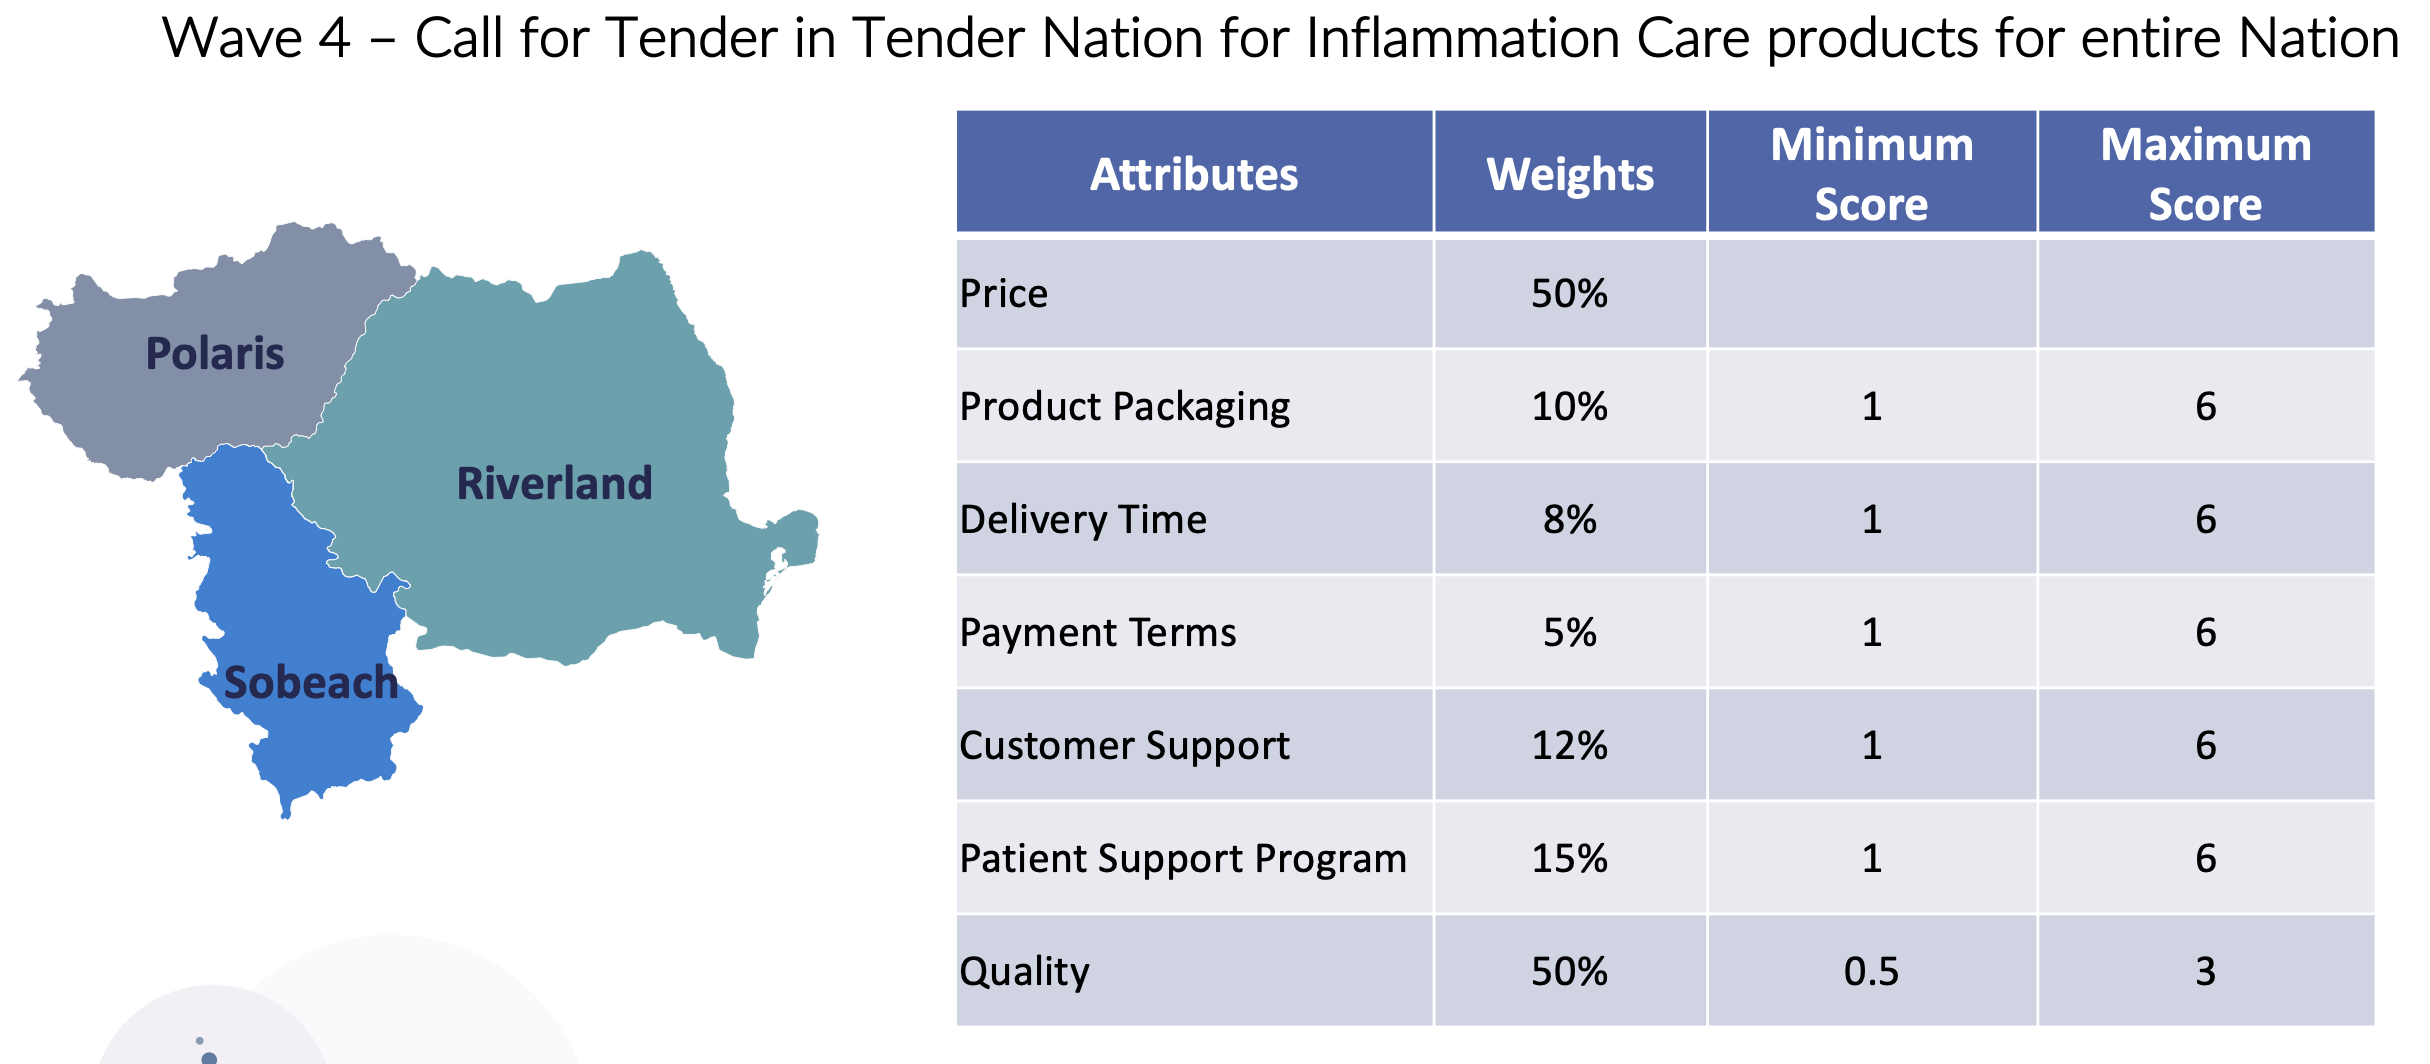 Wave 4 – Call for Tender in Tender Nation for Inflammation Care products for entire Nation
Polaris
Riverland
Sobeach
Attributes Weights Minimum Score Maximum Score
Price 50%
Product Packaging 10% 1 6
Delivery Time 8% 1 6
Payment Terms 5% 1 6
Customer Support 12% 1 6
Patient Support Program 15% 1 6
Quality 50% 0.5 3